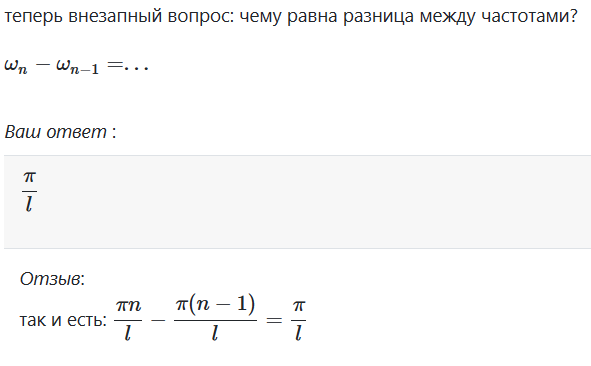 теперь внезапный вопрос: чему равна разница между частотами?
ωₙ − ωₙ₋₁ =...
Ваш ответ :
π/l
Отзыв:
так и есть: πn/l − π(n − 1)/l = π/l